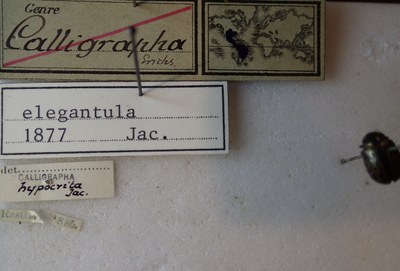 Genre
Calligrapha
Erichs.
elegantula
1877 Jac.
det.
CALLIGRAPHA
hypocrita
Jac.